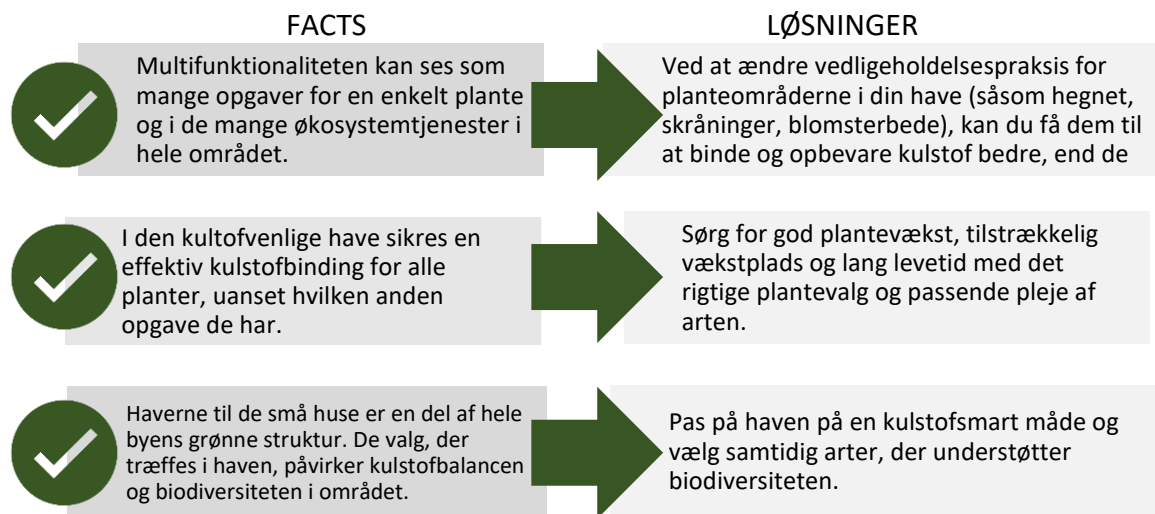 FACTS
LØSNINGER
Multifunktionaliteten kan ses som
mange opgaver for en enkelt plante
og i de mange økosystemtjenester i
hele området.
Ved at ændre vedligeholdelsespraksis for
planteområderne i din have (såsom hegnet,
skråninger, blomsterbede), kan du få dem til
at binde og opbevare kulstof bedre, end de
I den kultofvenlige have sikres en
effektiv kulstofbinding for alle
planter, uanset hvilken anden
opgave de har.
Sørg for god plantevækst, tilstrækkelig
vækstplads og lang levetid med det
rigtige plantevalg og passende pleje af
arten.
Haverne til de små huse er en del af hele
byens grønne struktur. De valg, der
træffes i haven, påvirker kulstofbalancen
og biodiversiteten i området.
Pas på haven på en kulstofsmart måde og
vælg samtidig arter, der understøtter
biodiversiteten.